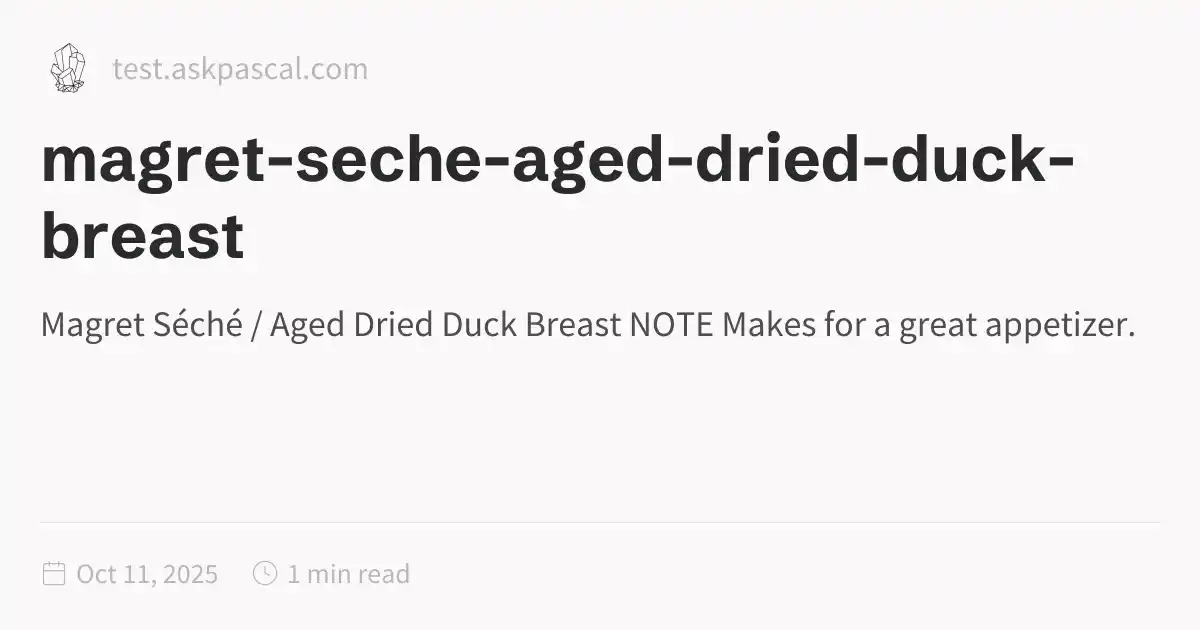 test.askpascal.com
magret-seche-aged-dried-duck-
breast
Magret Séché / Aged Dried Duck Breast NOTE Makes for a great appetizer.
Oct 11, 2025 1 min read